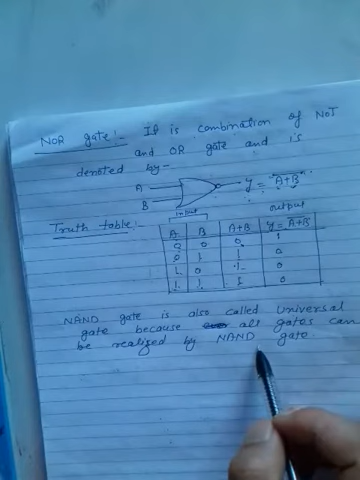 NOR gate:- It is combination of NOT
and OR gate and is
denoted by-
A
B
y = A+B
Truth table:-
input
output
A B A+B y = A+B
0 0 0 1
0 1 1 0
1 0 1 0
1 1 1 0
NAND gate is also called Universal
gate because all gates can
be realized by NAND gate.